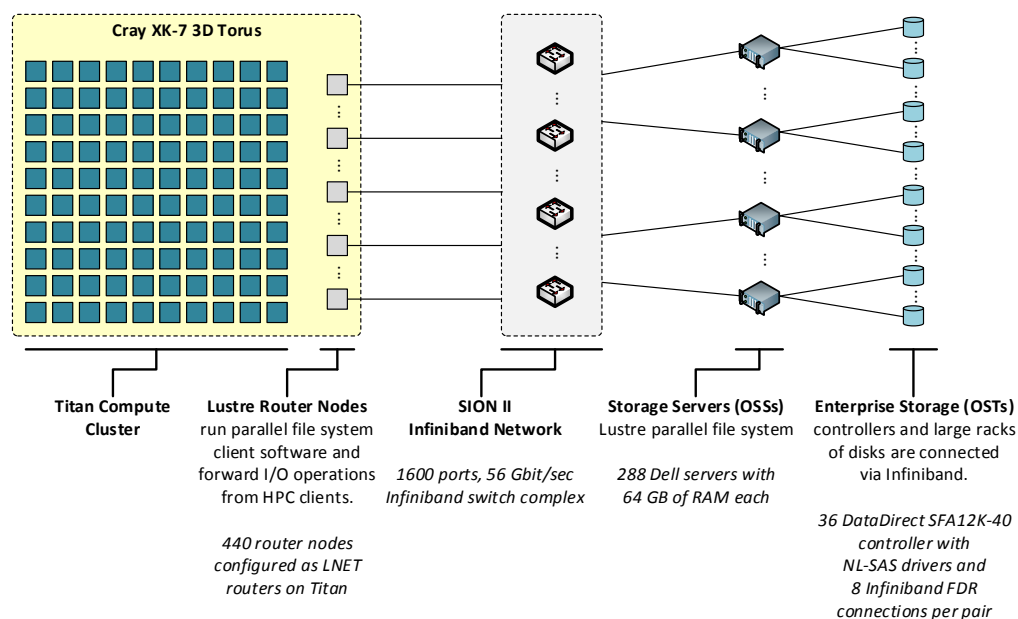 Cray XK-7 3D Torus
Titan Compute
Cluster
Lustre Router Nodes
run parallel file system
client software and
forward I/O operations
from HPC clients.
440 router nodes
configured as LNET
routers on Titan
SION II
Infiniband Network
1600 ports, 56 Gbit/sec
Infiniband switch complex
Storage Servers (OSSs)
Lustre parallel file system
288 Dell servers with
64 GB of RAM each
Enterprise Storage (OSTs)
controllers and large racks
of disks are connected
via Infiniband.
36 DataDirect SFA12K-40
controller with
NL-SAS drivers and
8 Infiniband FDR
connections per pair